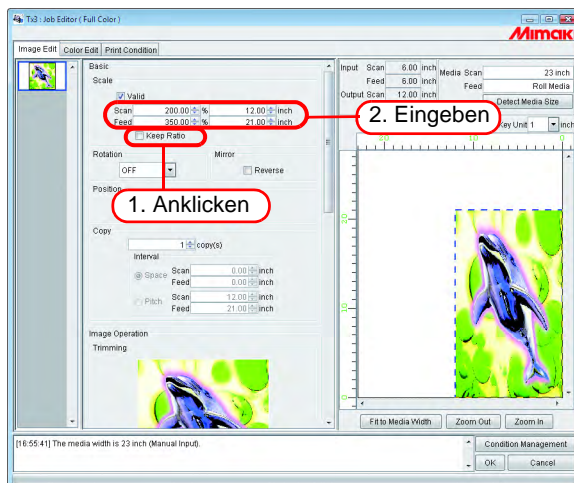 Tx3 : Job Editor ( Full Color )
Mimaki
Image Edit Color Edit Print Condition
Basic
Scale
Valid
Scan 200.00 % 12.00 inch
Feed 350.00 % 21.00 inch
Keep Ratio
2. Eingeben
Rotation Mirror
OFF Reverse
1. Anklicken
Position
Copy
1 copy(s)
Interval
Space Scan 0.00 inch
Feed 0.00 inch
Pitch Scan 12.00 inch
Feed 21.00 inch
Image Operation
Trimming
Input Scan 6.00 inch Media Scan 23 inch
Feed 6.00 inch Feed Roll Media
Output Scan 12.00 inch Detect Media Size
Key Unit 1 inch
20 10 0
20
10
0
Fit to Media Width Zoom Out Zoom In
[16:55:41] The media width is 23 inch (Manual Input).
Condition Management
OK Cancel